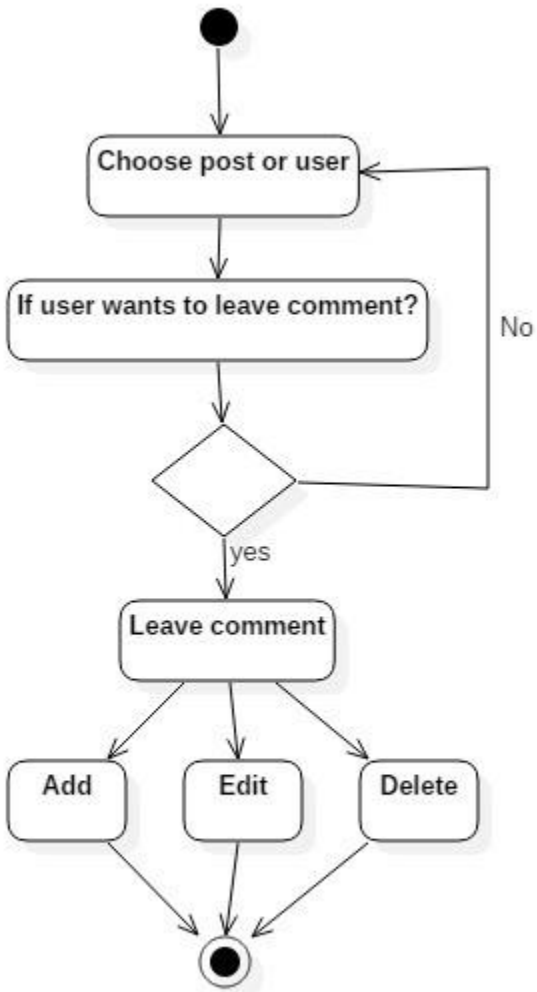 Choose post or user
If user wants to leave comment?
No
yes
Leave comment
Add
Edit
Delete